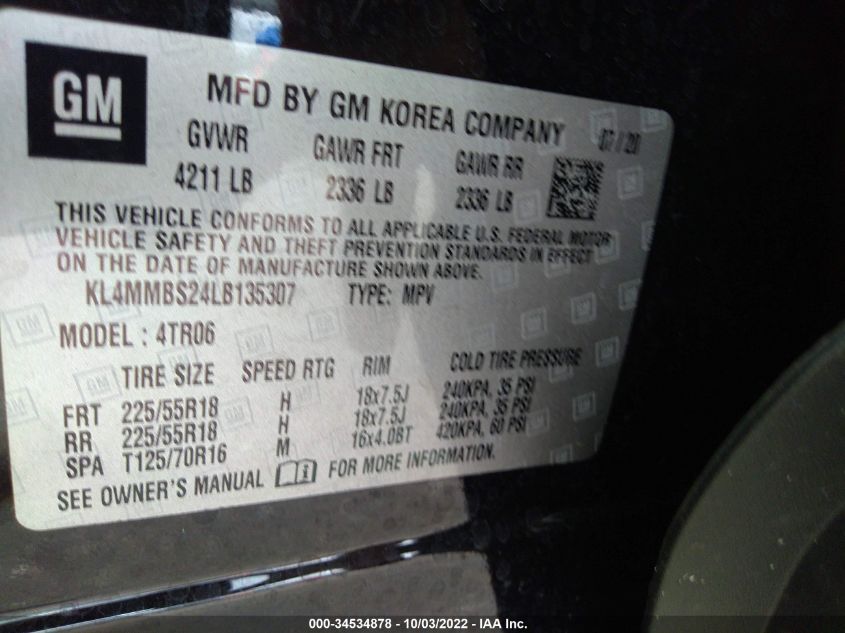 GM
MFD BY GM KOREA COMPANY 07 / 20
GVWR GAWR FRT GAWR RR
4211 LB 2336 LB 2336 LB
THIS VEHICLE CONFORMS TO ALL APPLICABLE U.S. FEDERAL MOTOR
VEHICLE SAFETY AND THEFT PREVENTION STANDARDS IN EFFECT
ON THE DATE OF MANUFACTURE SHOWN ABOVE.
KL4MMBS24LB135307 TYPE: MPV
MODEL : 4TR06
TIRE SIZE SPEED RTG RIM COLD TIRE PRESSURE
FRT 225/55R18 H 18x7.5J 240KPA, 35 PSI
RR 225/55R18 H 18x7.5J 240KPA, 35 PSI
SPA T125/70R16 M 16x4.0BT 420KPA, 60 PSI
SEE OWNER'S MANUAL FOR MORE INFORMATION.
000-34534878 - 10/03/2022 - IAA Inc.